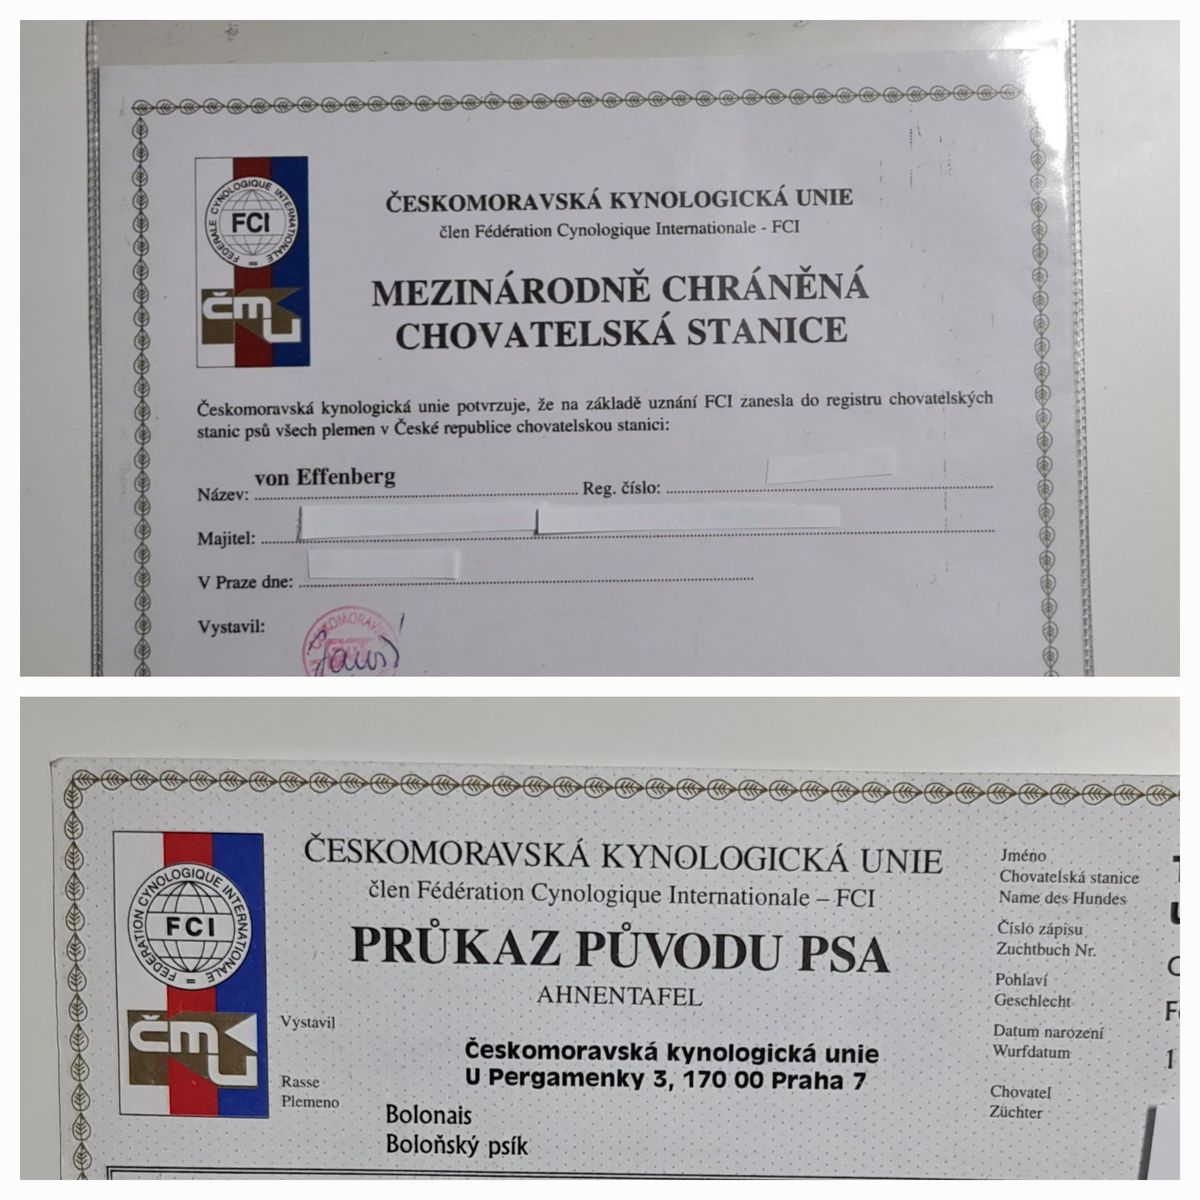 FÉDÉRALE CYNOLOGIQUE INTERNATIONALE
FCI
čmu
ČESKOMORAVSKÁ KYNOLOGICKÁ UNIE
člen Fédération Cynologique Internationale - FCI
MEZINÁRODNĚ CHRÁNĚNÁ
CHOVATELSKÁ STANICE
Českomoravská kynologická unie potvrzuje, že na základě uznání FCI zanesla do registru chovatelských
stanic psů všech plemen v České republice chovatelskou stanici:
Název: von Effenberg Reg. číslo:
Majitel:
V Praze dne:
Vystavil:
FEDERATION CYNOLOGIQUE INTERNATIONALE
FCI
čmu
ČESKOMORAVSKÁ KYNOLOGICKÁ UNIE
člen Fédération Cynologique Internationale – FCI
PRŮKAZ PŮVODU PSA
AHNENTAFEL
Vystavil
Českomoravská kynologická unie
U Pergamenky 3, 170 00 Praha 7
Rasse
Plemeno
Bolonais
Boloňský psík
Jméno
Chovatelská stanice
Name des Hundes
Číslo zápisu
Zuchtbuch Nr.
Pohlaví
Geschlecht
Datum narození
Wurfdatum
Chovatel
Züchter